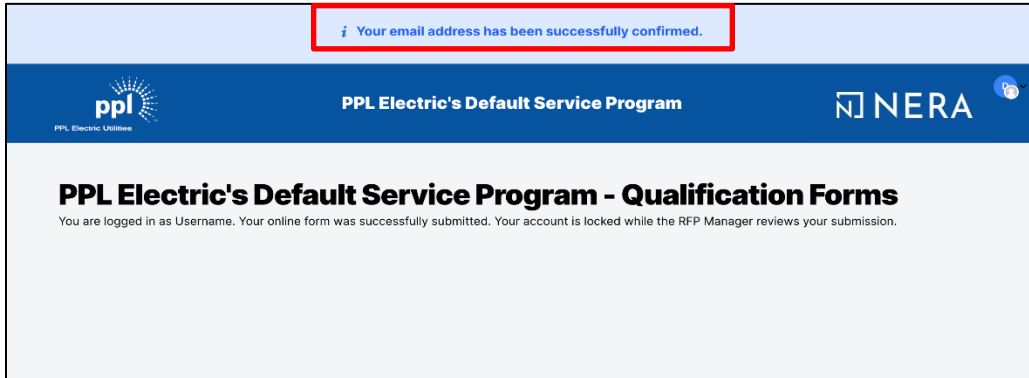 i Your email address has been successfully confirmed.
ppl
PPL Electric Utilities
PPL Electric's Default Service Program
NERA
PPL Electric's Default Service Program - Qualification Forms
You are logged in as Username. Your online form was successfully submitted. Your account is locked while the RFP Manager reviews your submission.